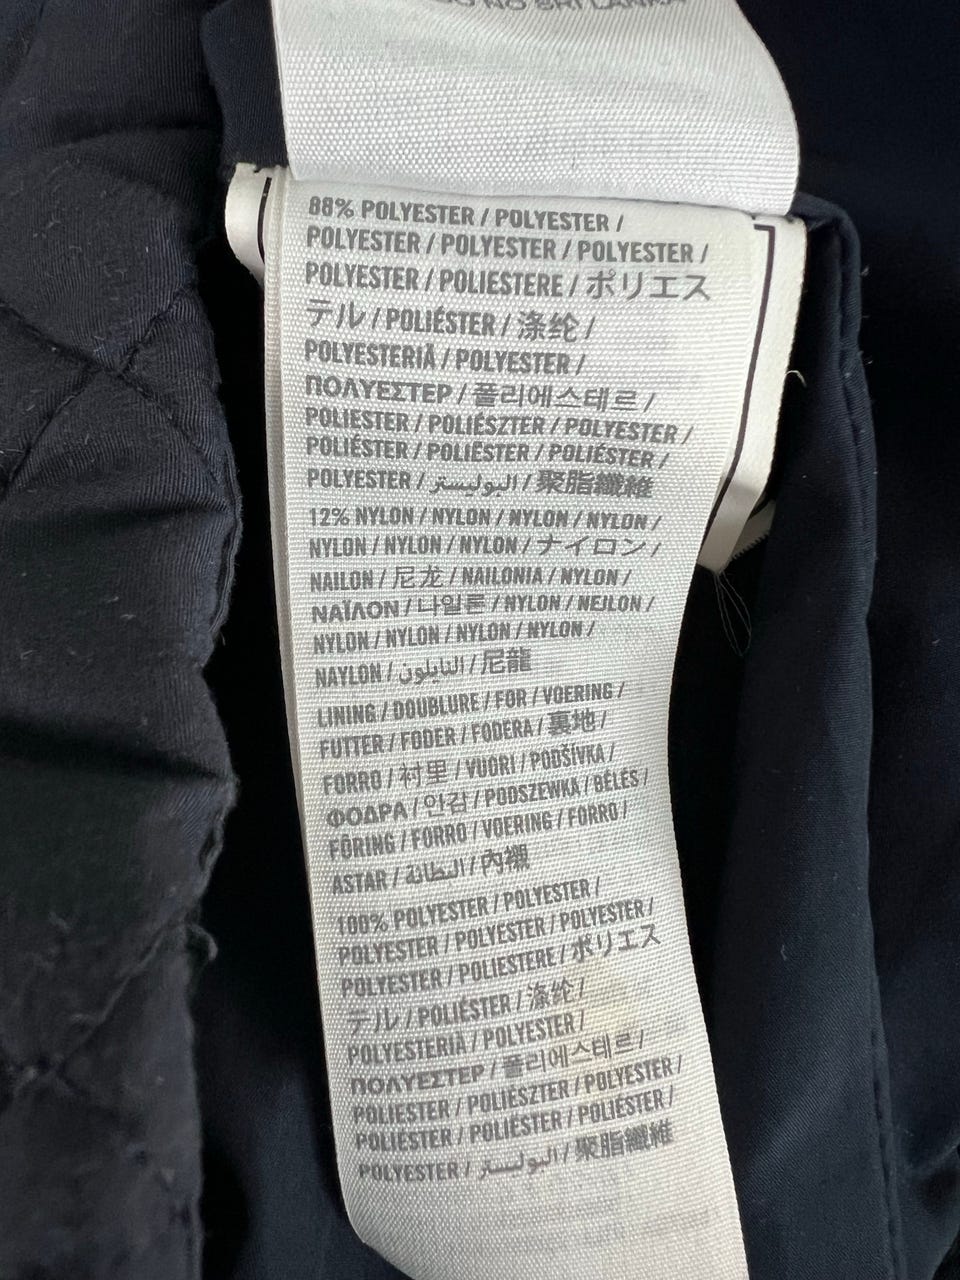 NO SRI LANKA
88% POLYESTER / POLYESTER /
POLYESTER / POLYESTER / POLYESTER /
POLYESTER / POLIESTERE / ポリエス
テル / POLIÉSTER / 涤纶 /
POLYESTERIÄ / POLYESTER /
ΠΟΛΥΕΣΤΕΡ / 폴리에스테르 /
POLIESTER / POLIÉSZTER / POLYESTER /
POLIÉSTER / POLYESTER / POLIÉSTER /
POLYESTER / البوليستر / 聚脂纖維
12% NYLON / NYLON / NYLON / NYLON /
NYLON / NYLON / NYLON / ナイロン /
NAILON / 尼龙 / NAILONIA / NYLON /
ΝΑΪΛΟΝ / 나일론 / NYLON / NEJLON /
NYLON / NYLON / NYLON / NYLON /
NAYLON / النايلون / 尼龍
LINING / DOUBLURE / FOR / VOERING /
FUTTER / FODER / FODERA / 裏地 /
FORRO / 衬里 / VUORI / PODŠÍVKA /
ΦΟΔΡΑ / 안감 / PODSZEWKA / BÉLÉS /
FÔRING / FORRO / VOERING / FORRO /
ASTAR / البطانة / 內襯
100% POLYESTER / POLYESTER /
POLYESTER / POLYESTER / POLYESTER /
POLYESTER / POLIESTERE / ポリエス
テル / POLIÉSTER / 涤纶 /
POLYESTERIÄ / POLYESTER /
ΠΟΛΥΕΣΤΕΡ / 폴리에스테르 /
POLIESTER / POLIÉSZTER / POLYESTER /
POLIÉSTER / POLYESTER / POLIÉSTER /
POLYESTER / البوليستر / 聚脂纖維